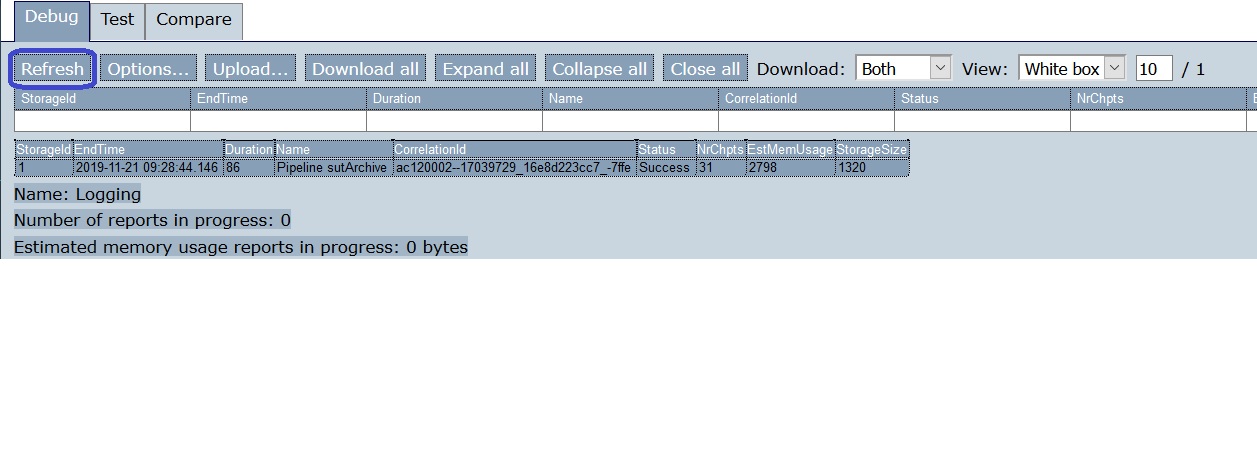 Debug Test Compare
Refresh Options... Upload... Download all Expand all Collapse all Close all Download: Both View: White box 10 / 1
StorageId EndTime Duration Name CorrelationId Status NrChpts E
StorageId EndTime Duration Name CorrelationId Status NrChpts EstMemUsage StorageSize
1 2019-11-21 09:28:44.146 86 Pipeline sutArchive ac120002--17039729_16e8d223cc7_-7ffe Success 31 2798 1320
Name: Logging
Number of reports in progress: 0
Estimated memory usage reports in progress: 0 bytes